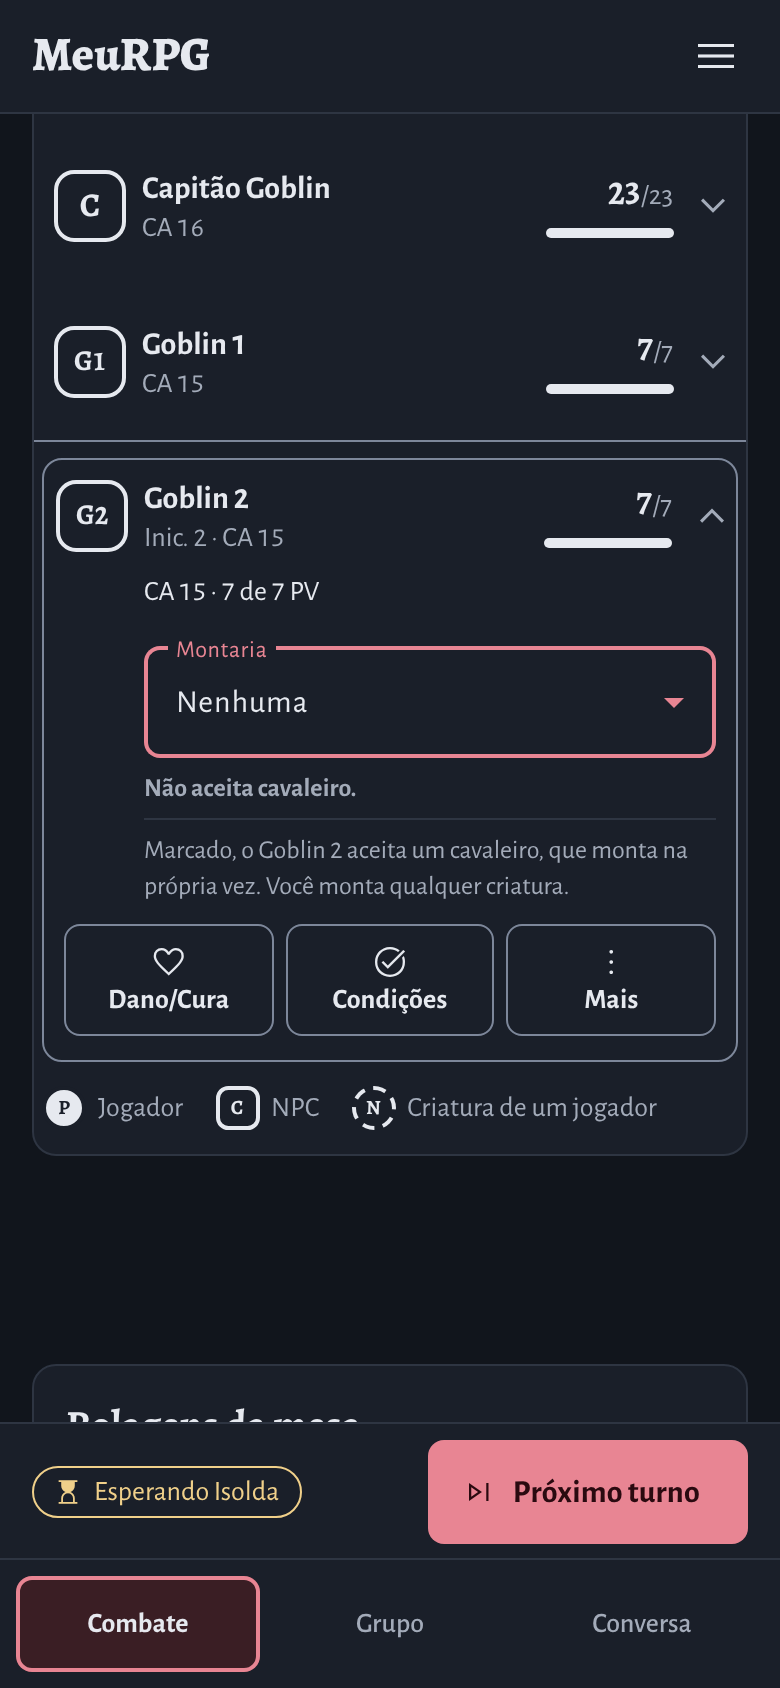 MeuRPG
C
Capitão Goblin
CA 16
23/23
G1
Goblin 1
CA 15
7/7
G2
Goblin 2
Inic. 2 · CA 15
7/7
CA 15 · 7 de 7 PV
Montaria
Nenhuma
Não aceita cavaleiro.
Marcado, o Goblin 2 aceita um cavaleiro, que monta na
própria vez. Você monta qualquer criatura.
Dano/Cura
Condições
Mais
P Jogador
C NPC
N Criatura de um jogador
Rolagens da mesa
Esperando Isolda
Próximo turno
Combate
Grupo
Conversa